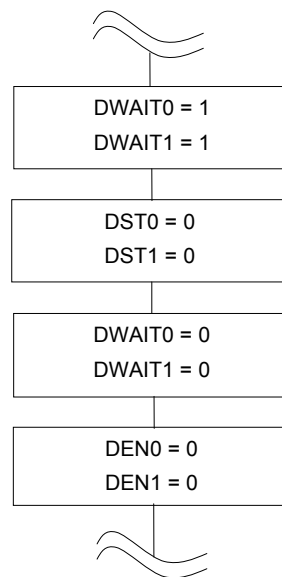 DWAIT0 = 1
DWAIT1 = 1
DST0 = 0
DST1 = 0
DWAIT0 = 0
DWAIT1 = 0
DEN0 = 0
DEN1 = 0